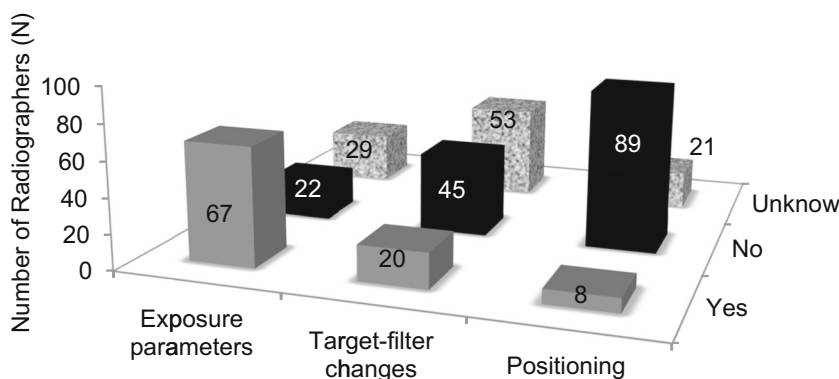 Number of Radiographers (N)
100
80
60
40
20
0
67
22
29
20
45
53
8
89
21
Unknow
No
Yes
Exposure
parameters
Target-filter
changes
Positioning